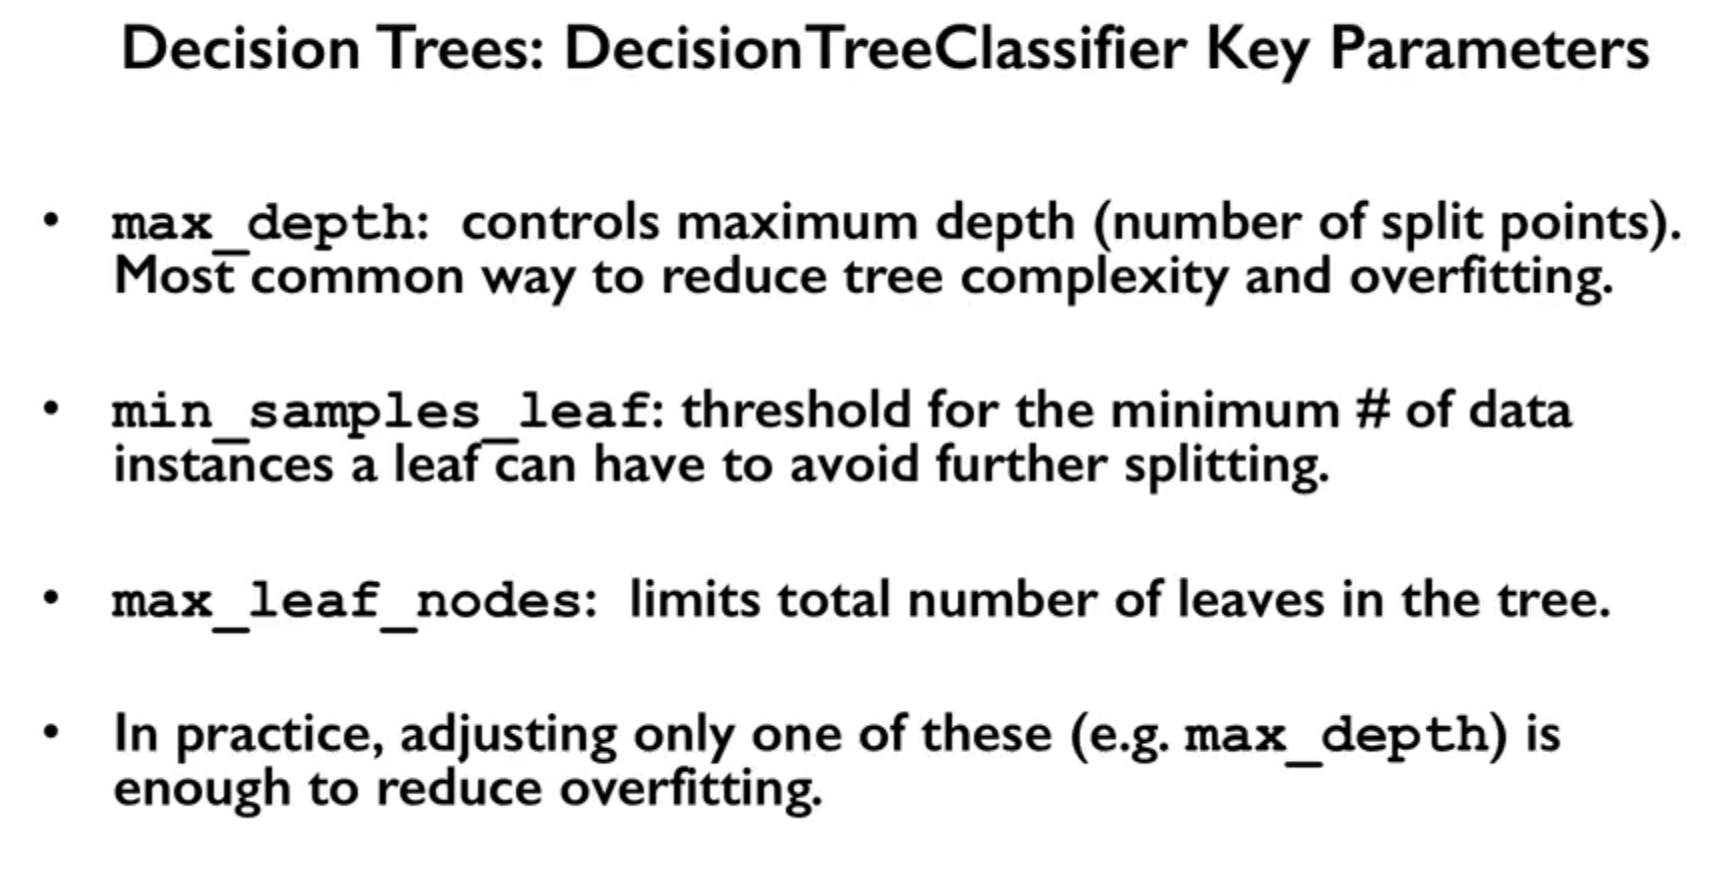 Decision Trees: DecisionTreeClassifier Key Parameters
• max_depth: controls maximum depth (number of split points).
Most common way to reduce tree complexity and overfitting.
• min_samples_leaf: threshold for the minimum # of data
instances a leaf can have to avoid further splitting.
• max_leaf_nodes: limits total number of leaves in the tree.
• In practice, adjusting only one of these (e.g. max_depth) is
enough to reduce overfitting.